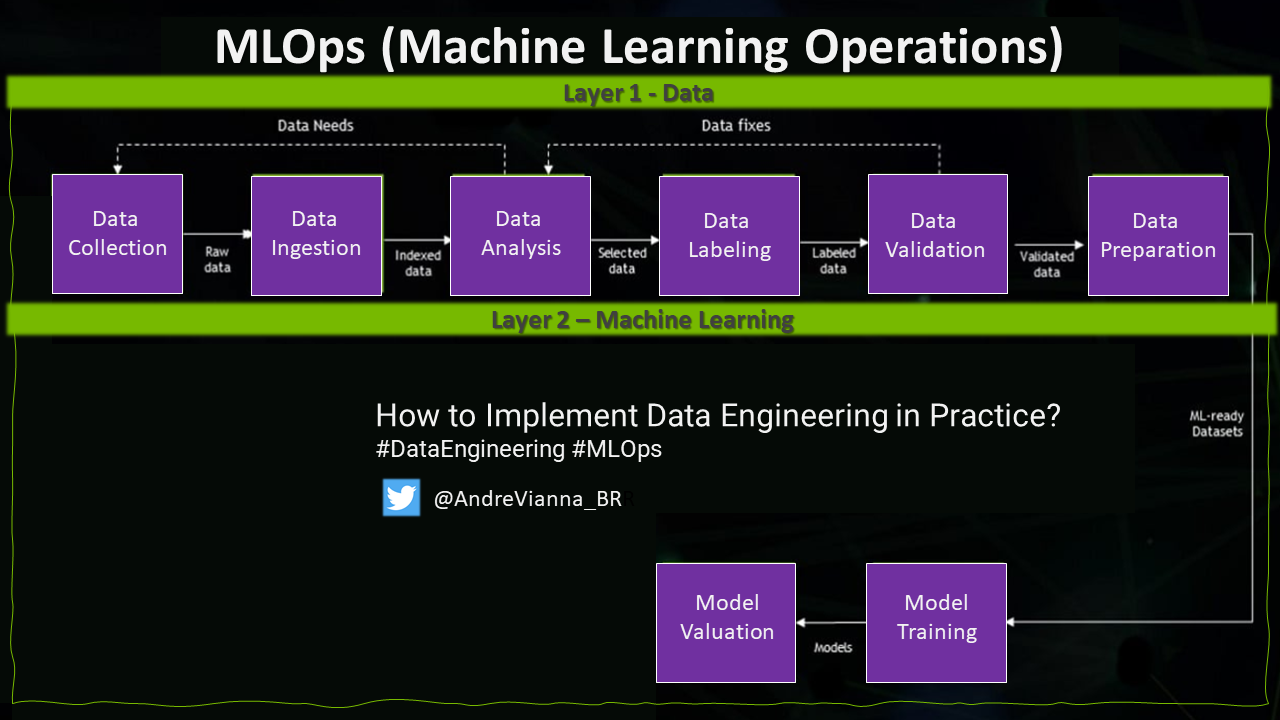 MLOps (Machine Learning Operations)
Layer 1 - Data
Data Needs
Data fixes
Data
Collection
Raw
data
Data
Ingestion
Indexed
data
Data
Analysis
Selected
data
Data
Labeling
Labeled
data
Data
Validation
Validated
data
Data
Preparation
Layer 2 – Machine Learning
How to Implement Data Engineering in Practice?
#DataEngineering #MLOps
@AndreVianna_BR
ML-ready
Datasets
Model
Valuation
Models
Model
Training